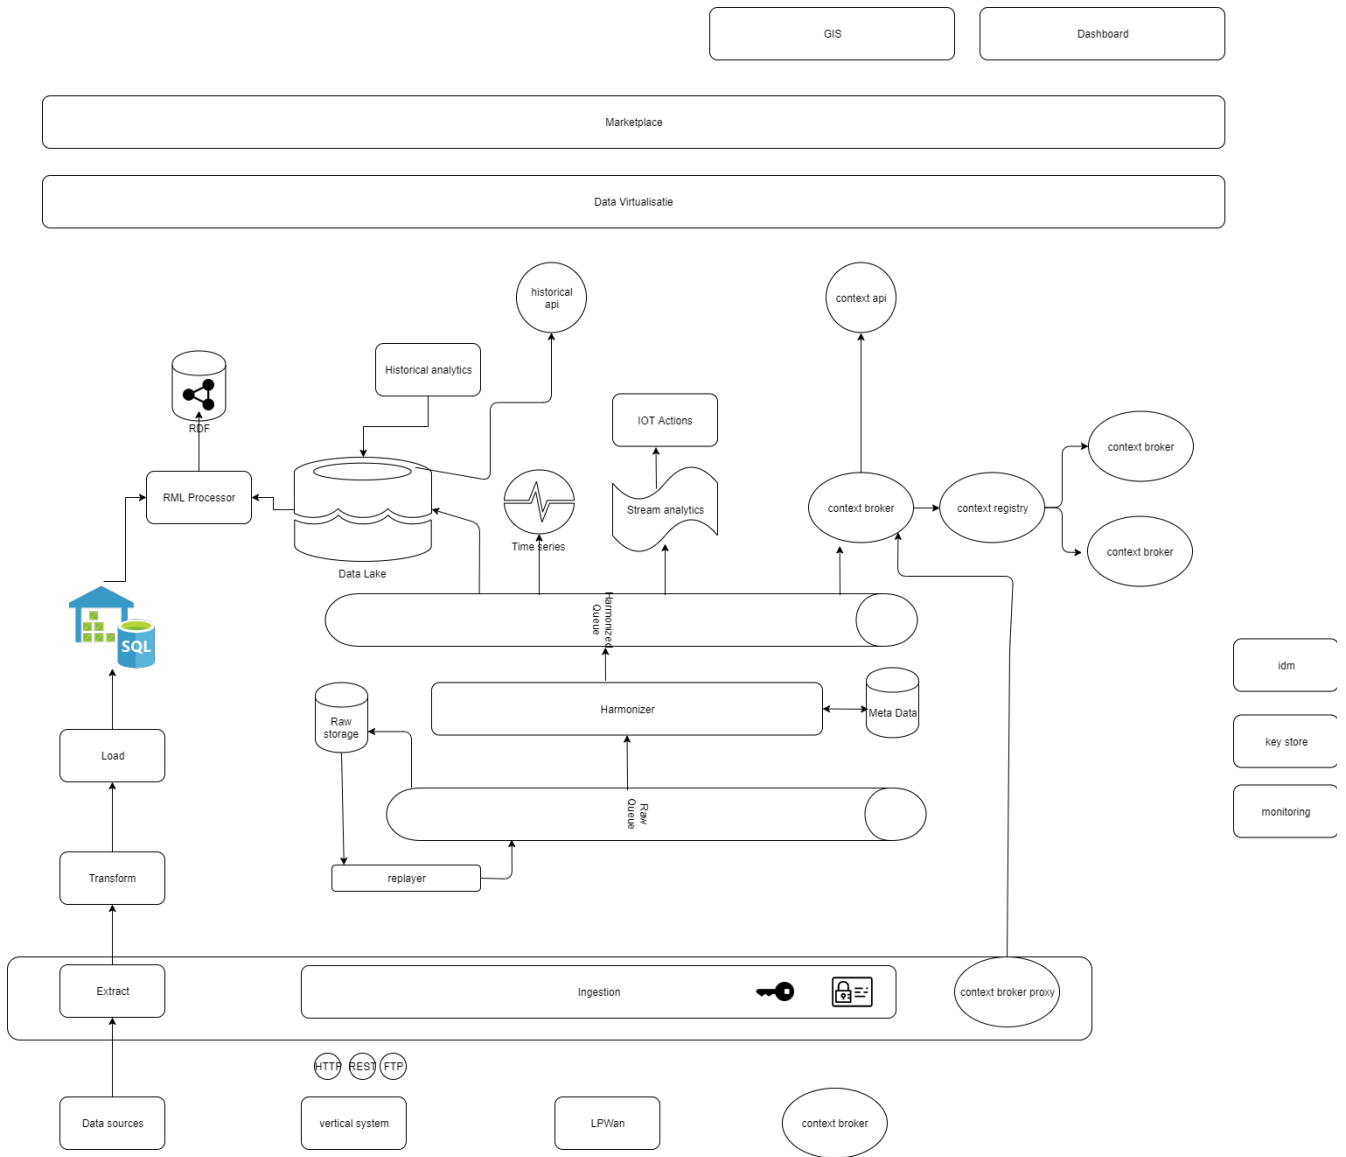 GIS
Dashboard
Marketplace
Data Virtualisatie
historical
api
context api
Historical analytics
RDF
IOT Actions
context broker
RML Processor
Stream analytics
context broker
context registry
Time series
context broker
Data Lake
Harmonized
Queue
SQL
idm
Raw
storage
Harmonizer
Meta Data
Load
key store
Raw
Queue
monitoring
Transform
replayer
Extract
Ingestion
context broker proxy
HTTP
REST
FTP
Data sources
vertical system
LPWan
context broker